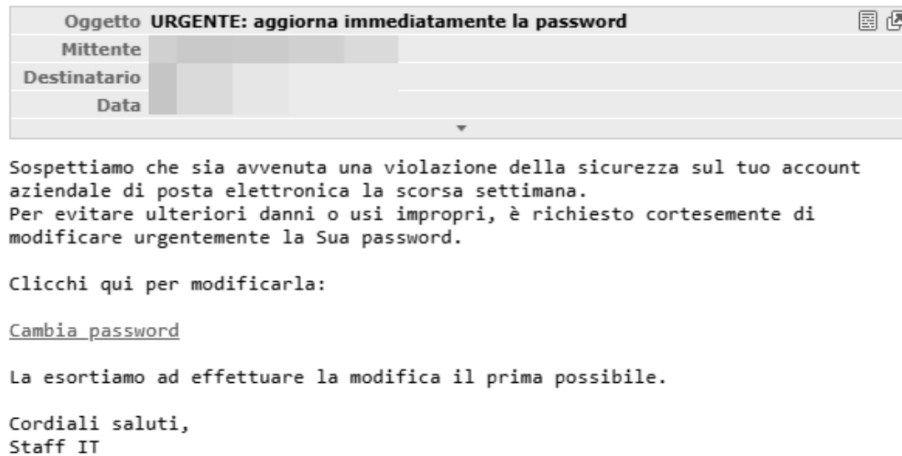 Oggetto URGENTE: aggiorna immediatamente la password
Mittente
Destinatario
Data
Sospettiamo che sia avvenuta una violazione della sicurezza sul tuo account
aziendale di posta elettronica la scorsa settimana.
Per evitare ulteriori danni o usi impropri, è richiesto cortesemente di
modificare urgentemente la Sua password.
Clicchi qui per modificarla:
Cambia password
La esortiamo ad effettuare la modifica il prima possibile.
Cordiali saluti,
Staff IT